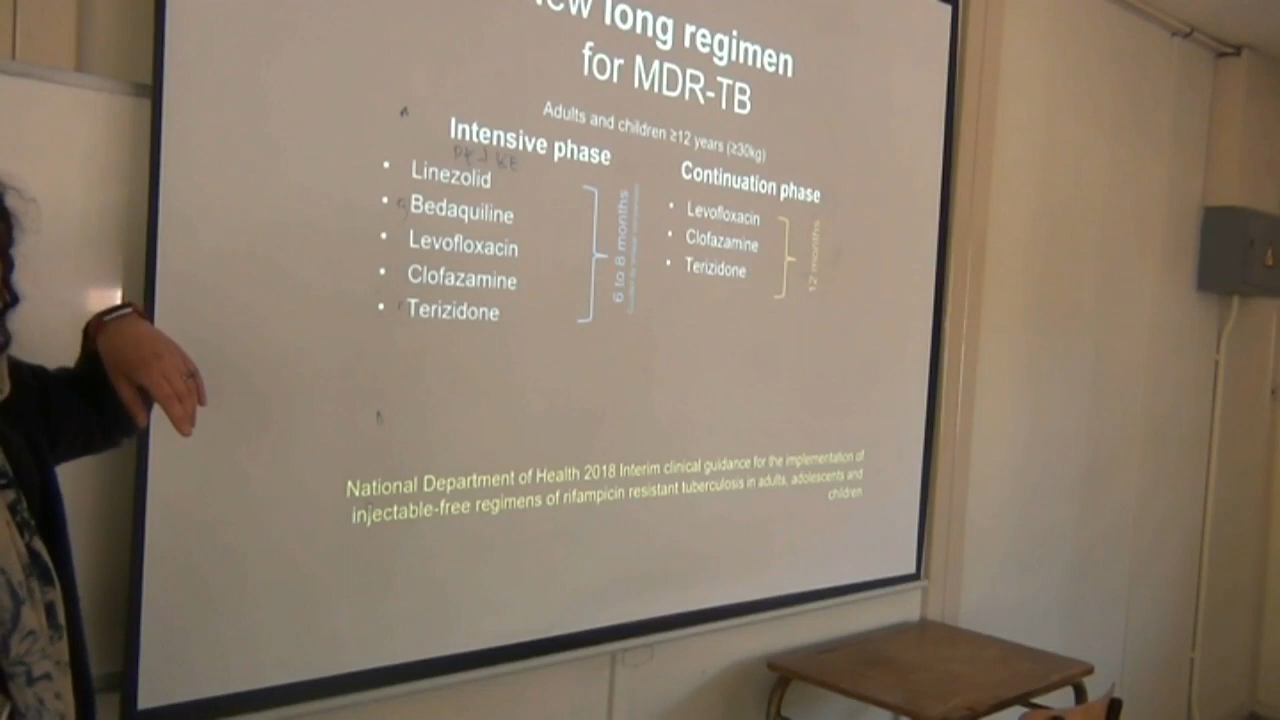 long regimen
for MDR-TB
Adults and children ≥12 years (≥30kg)
Intensive phase
• Linezolid
• Bedaquiline
• Levofloxacin
• Clofazamine
• Terizidone
6 to 8 months
Continuation phase
• Levofloxacin
• Clofazamine
• Terizidone
12 months
National Department of Health 2018 Interim clinical guidance for the implementation of
injectable-free regimens of rifampicin resistant tuberculosis in adults, adolescents and
children